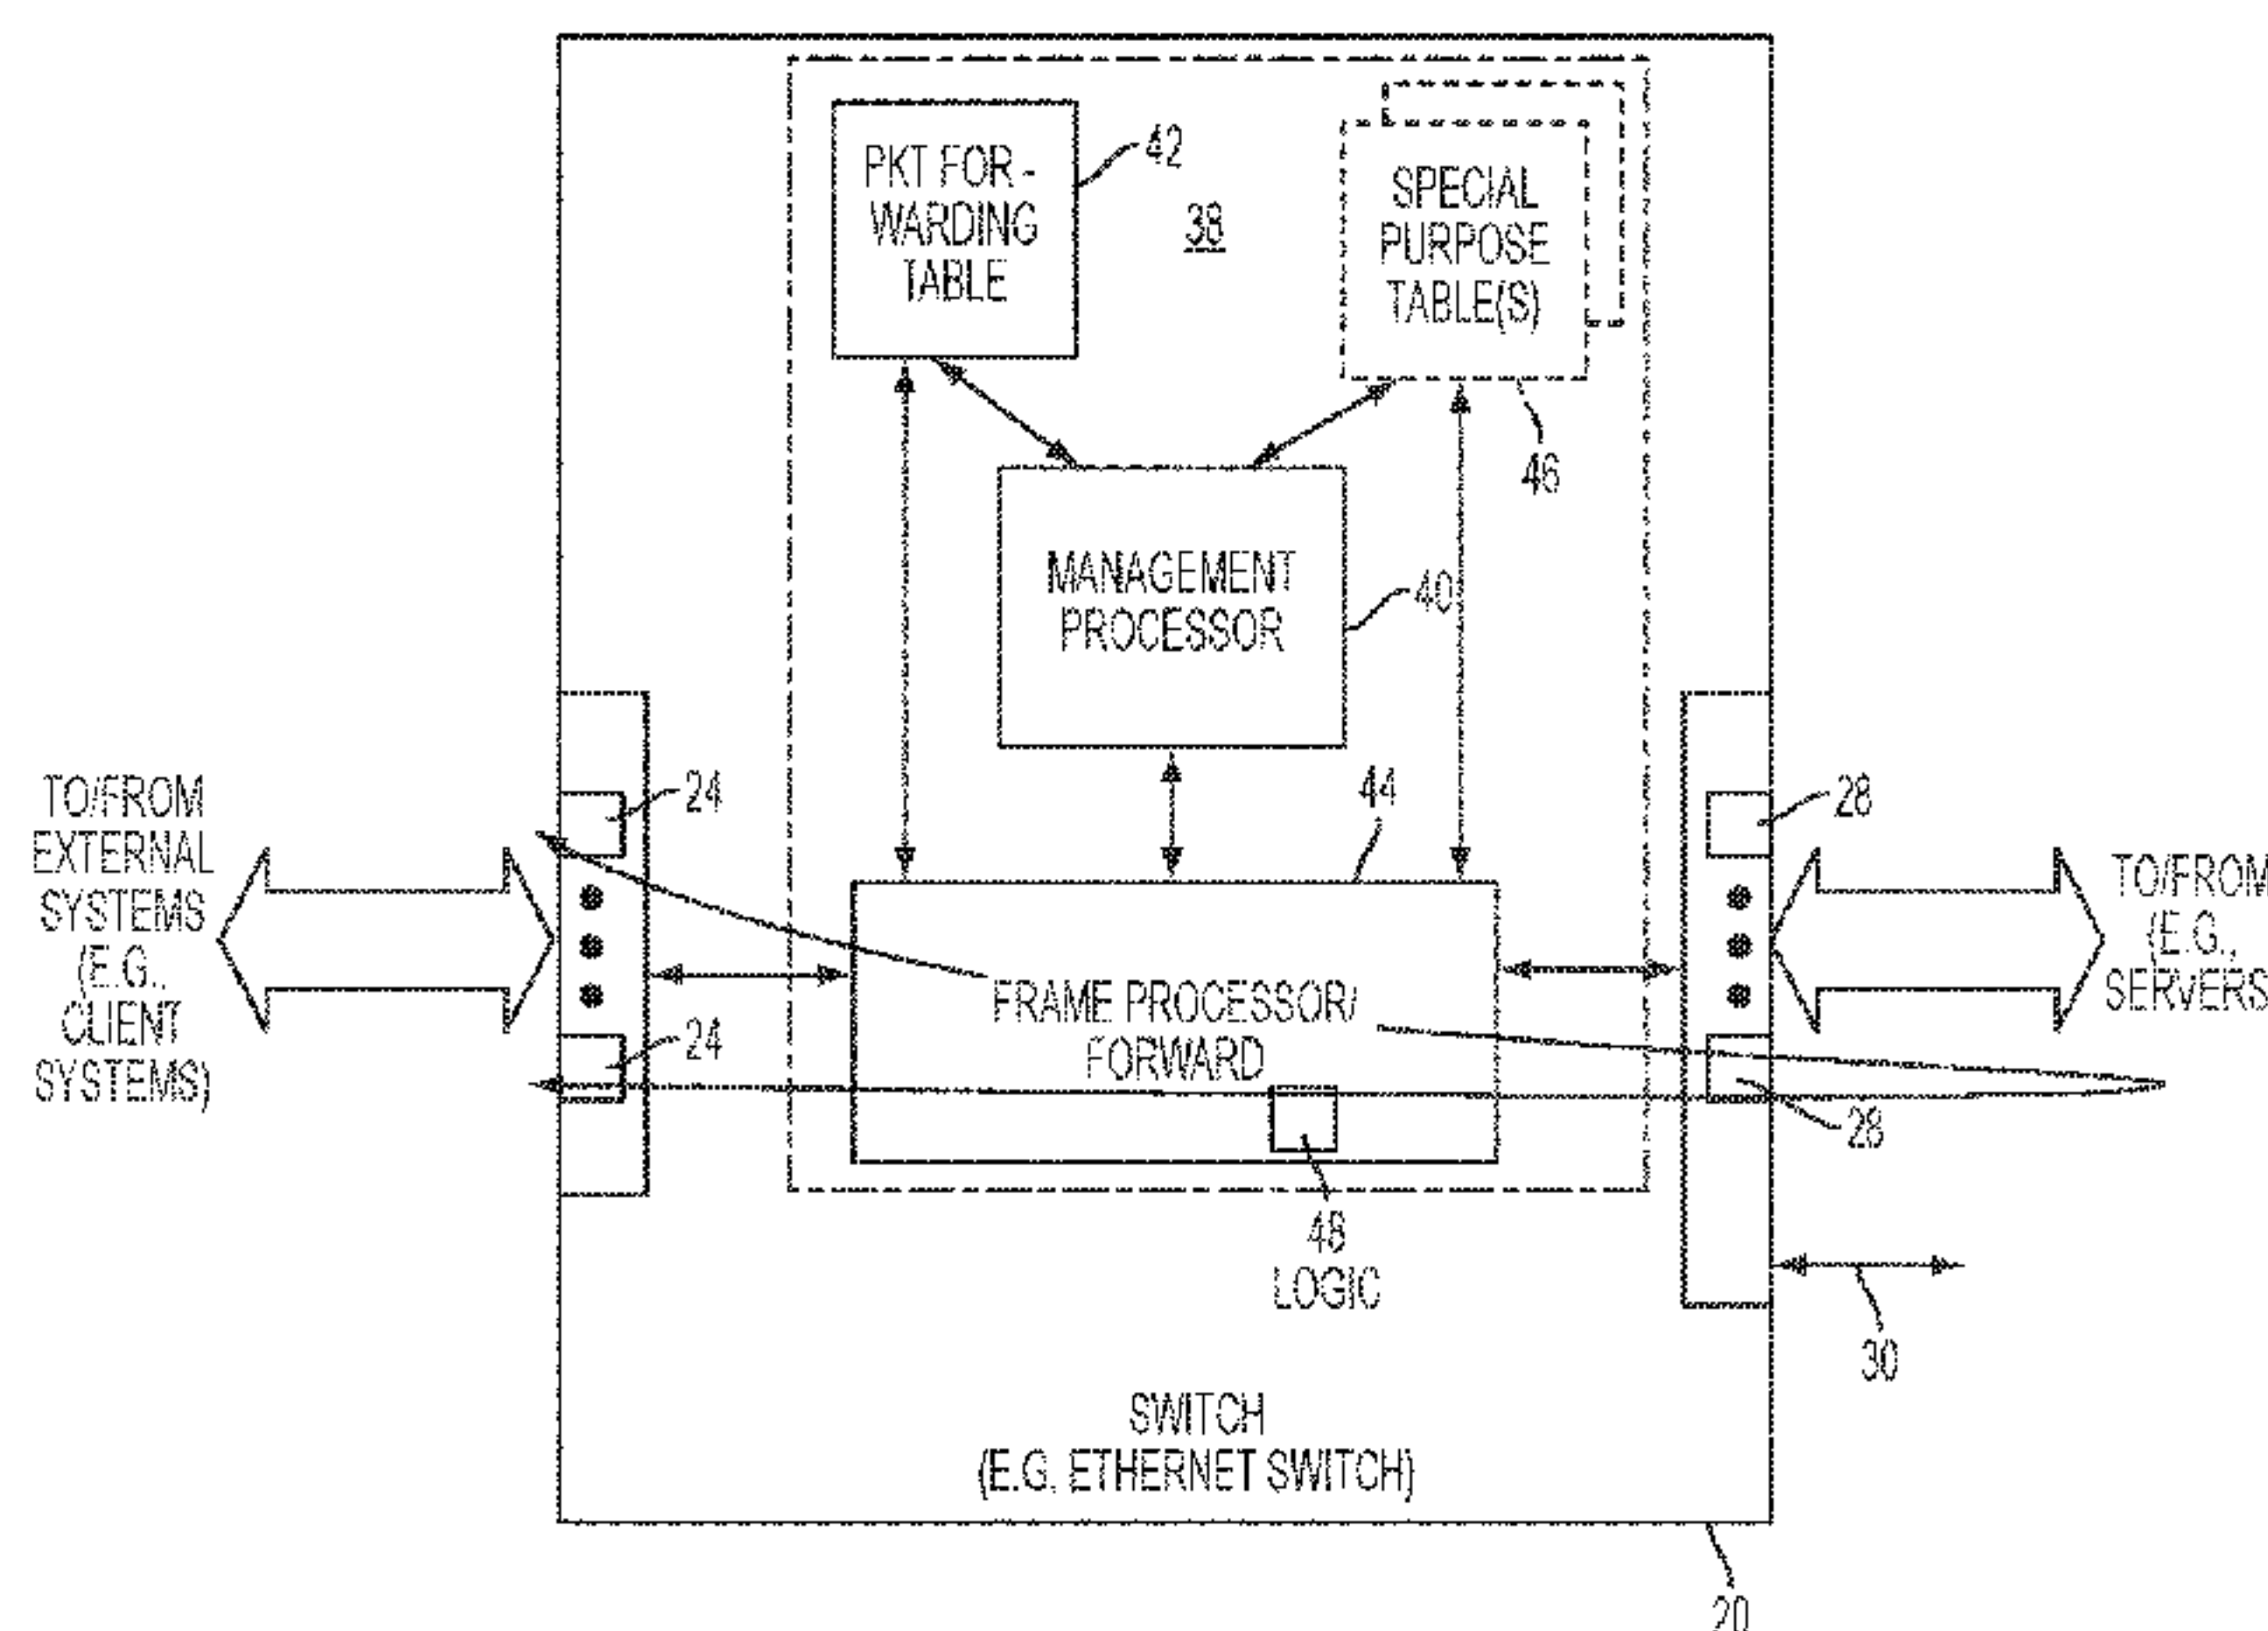 PKT FOR-
WARDING
TABLE
42
38
SPECIAL
PURPOSE
TABLE(S)
46
MANAGEMENT
PROCESSOR
40
TO/FROM
EXTERNAL
SYSTEMS
(E.G.,
CLIENT
SYSTEMS)
24
24
44
FRAME PROCESSOR/
FORWARD
48
LOGIC
28
28
TO/FROM
(E.G.,
SERVERS
30
SWITCH
(E.G. ETHERNET SWITCH)
20